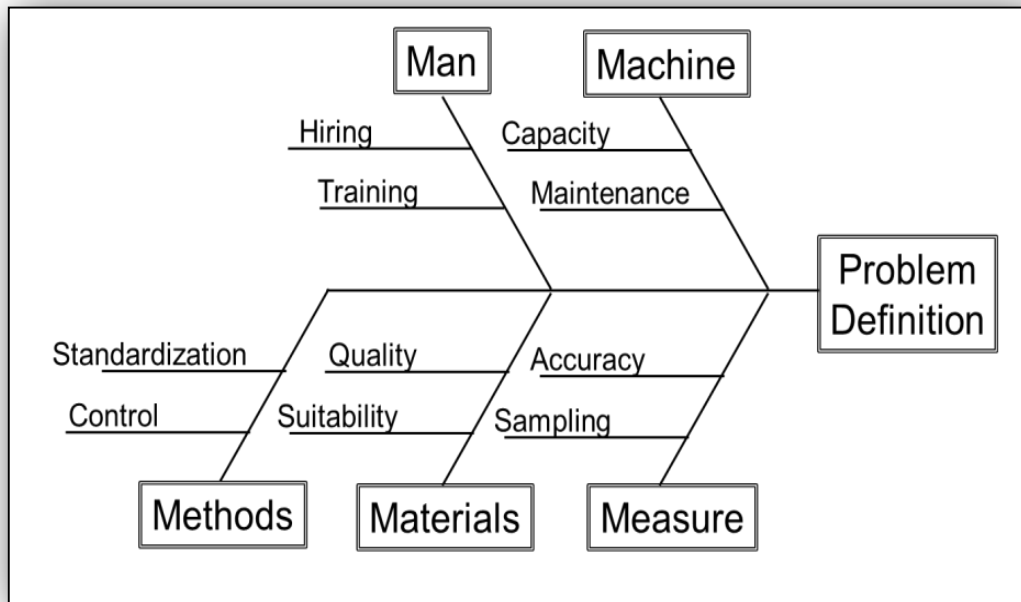 Man
Machine
Hiring
Capacity
Training
Maintenance
Problem
Definition
Standardization
Quality
Accuracy
Control
Suitability
Sampling
Methods
Materials
Measure